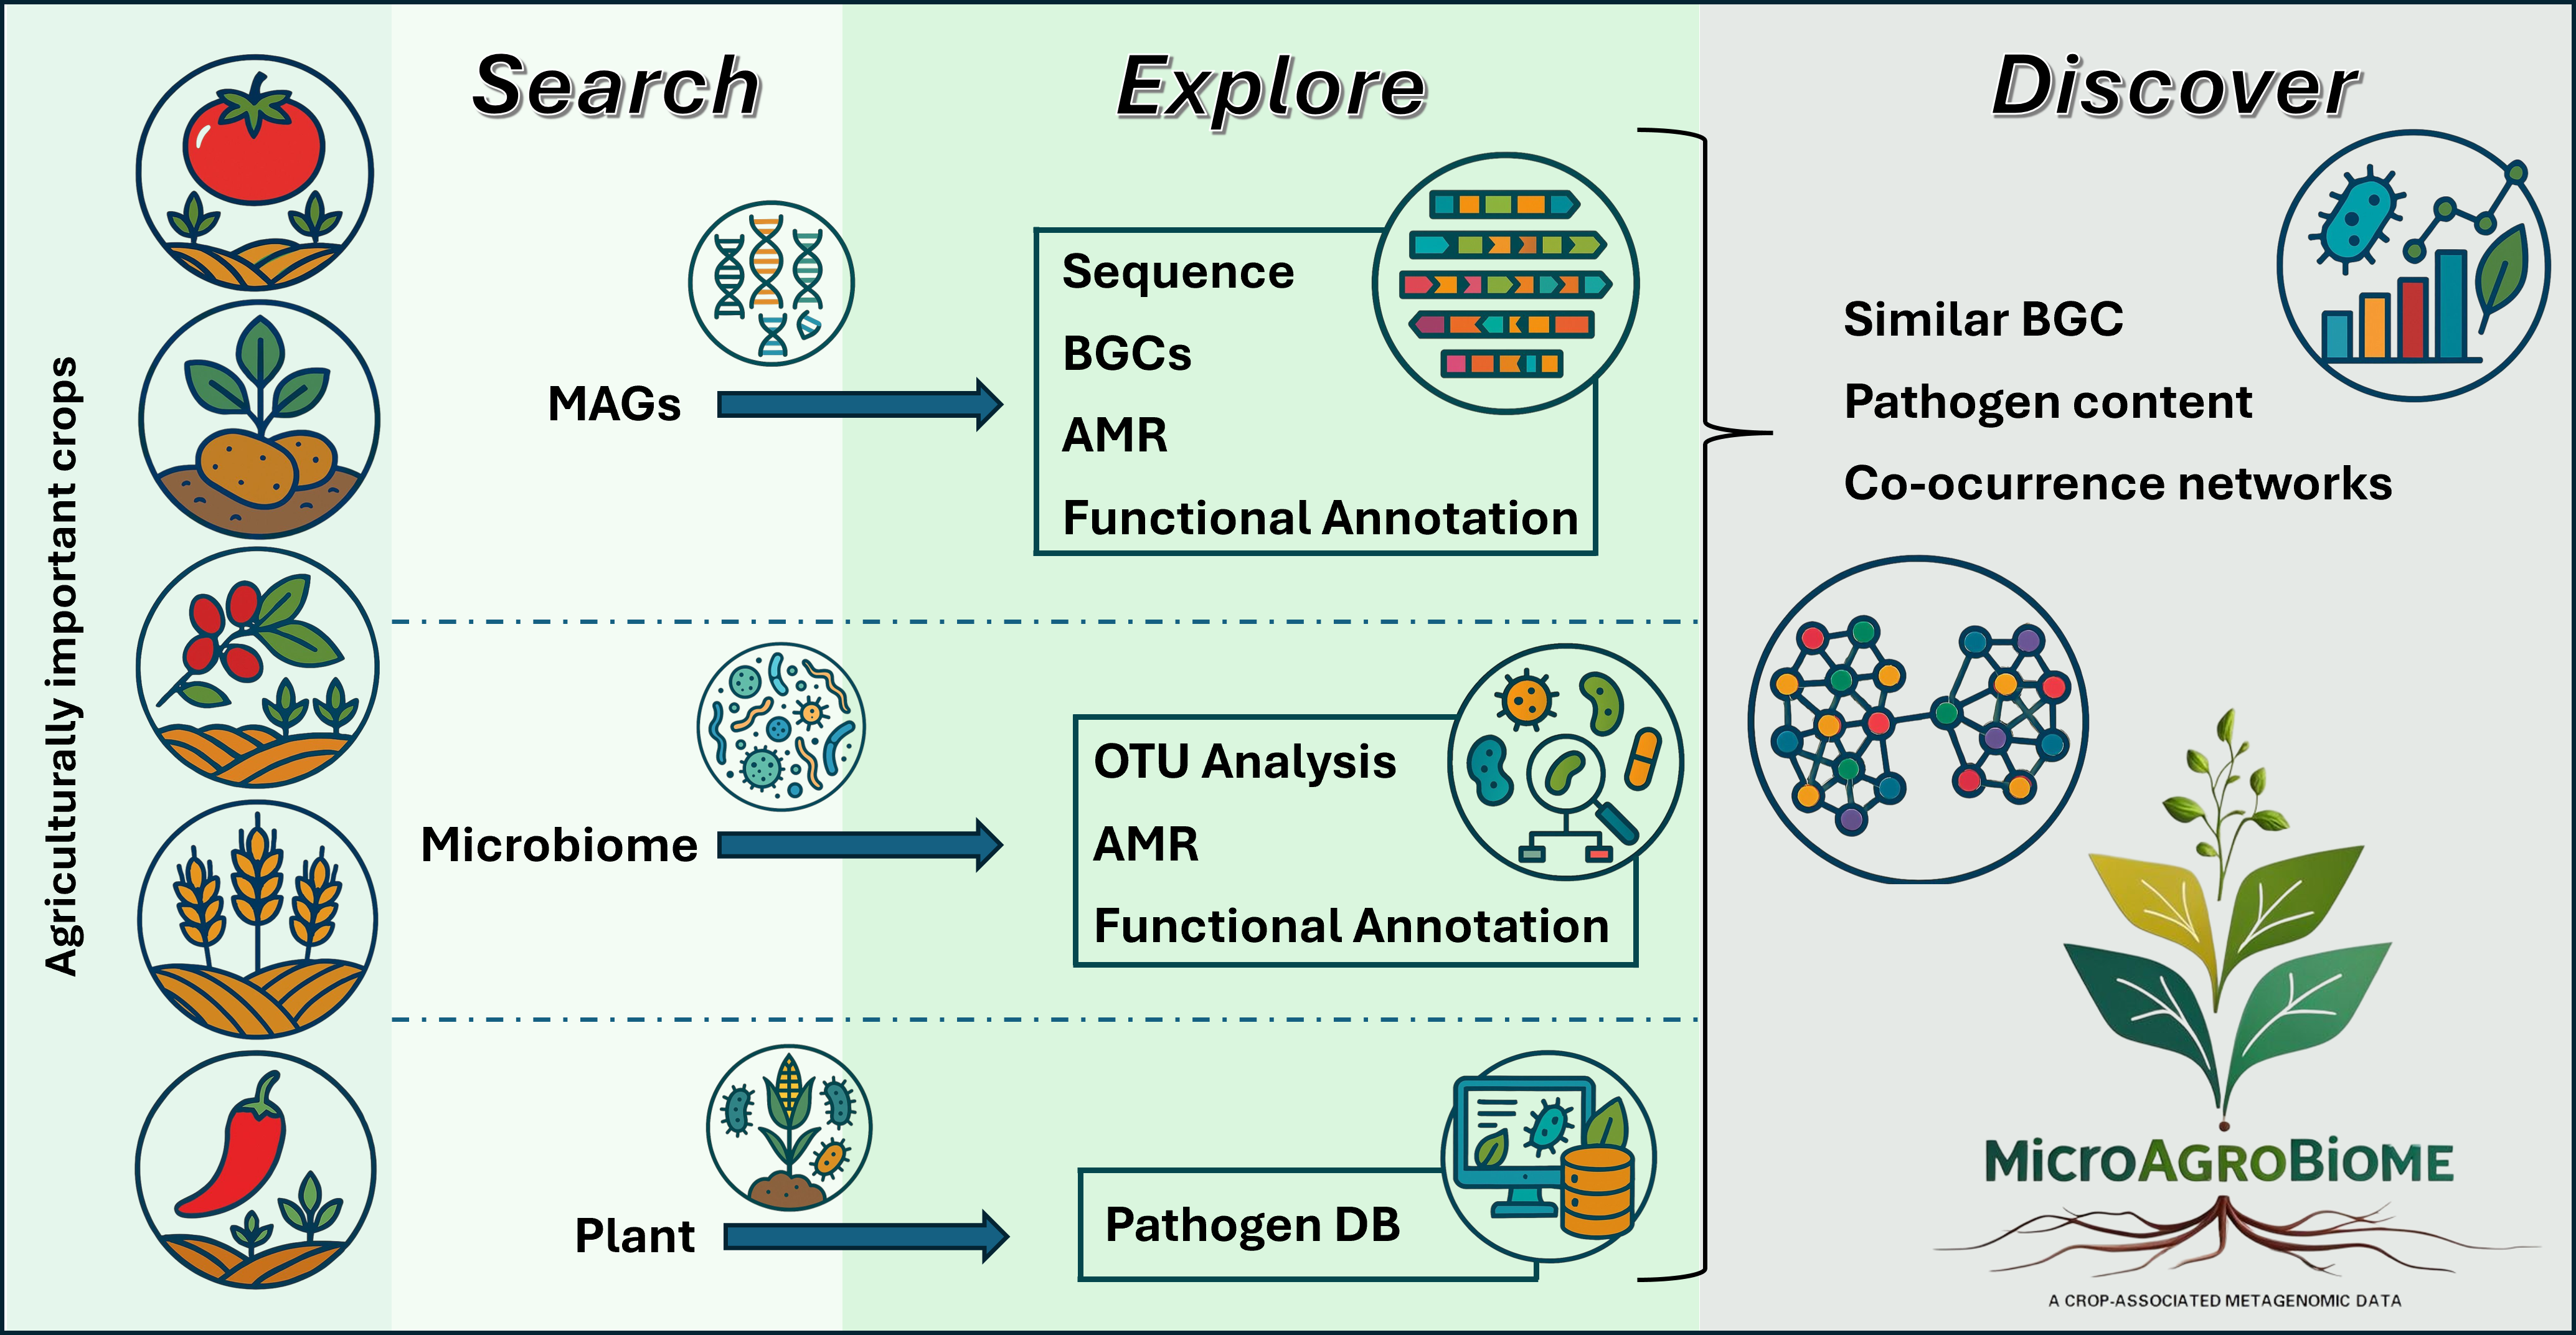 Agriculturally important crops
Search
Explore
Discover
MAGs
Sequence
BGCs
AMR
Functional Annotation
Microbiome
OTU Analysis
AMR
Functional Annotation
Plant
Pathogen DB
Similar BGC
Pathogen content
Co-ocurrence networks
MICROAGROBIOME
A CROP-ASSOCIATED METAGENOMIC DATA